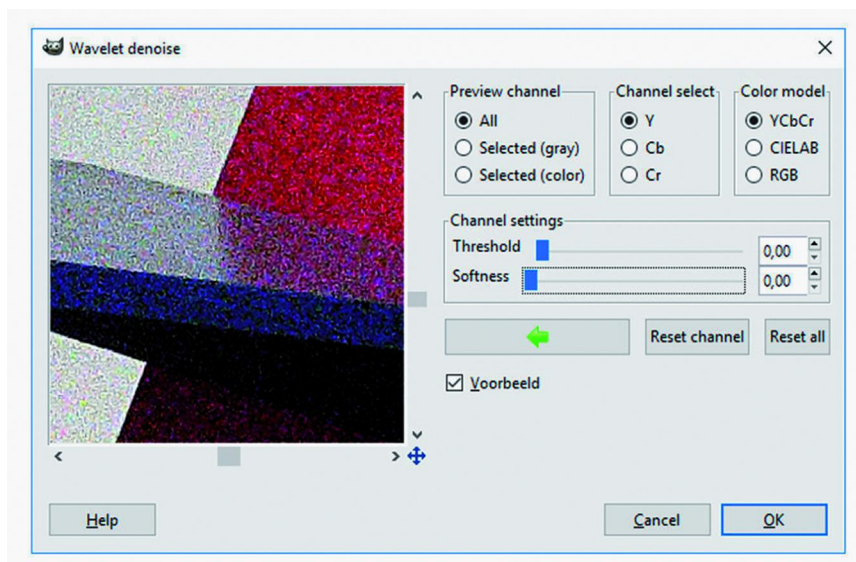 Wavelet denoise
Preview channel
All
Selected (gray)
Selected (color)
Channel select
Y
Cb
Cr
Color model
YCbCr
CIELAB
RGB
Channel settings
Threshold 0,00
Softness 0,00
Reset channel Reset all
Voorbeeld
Help Cancel OK